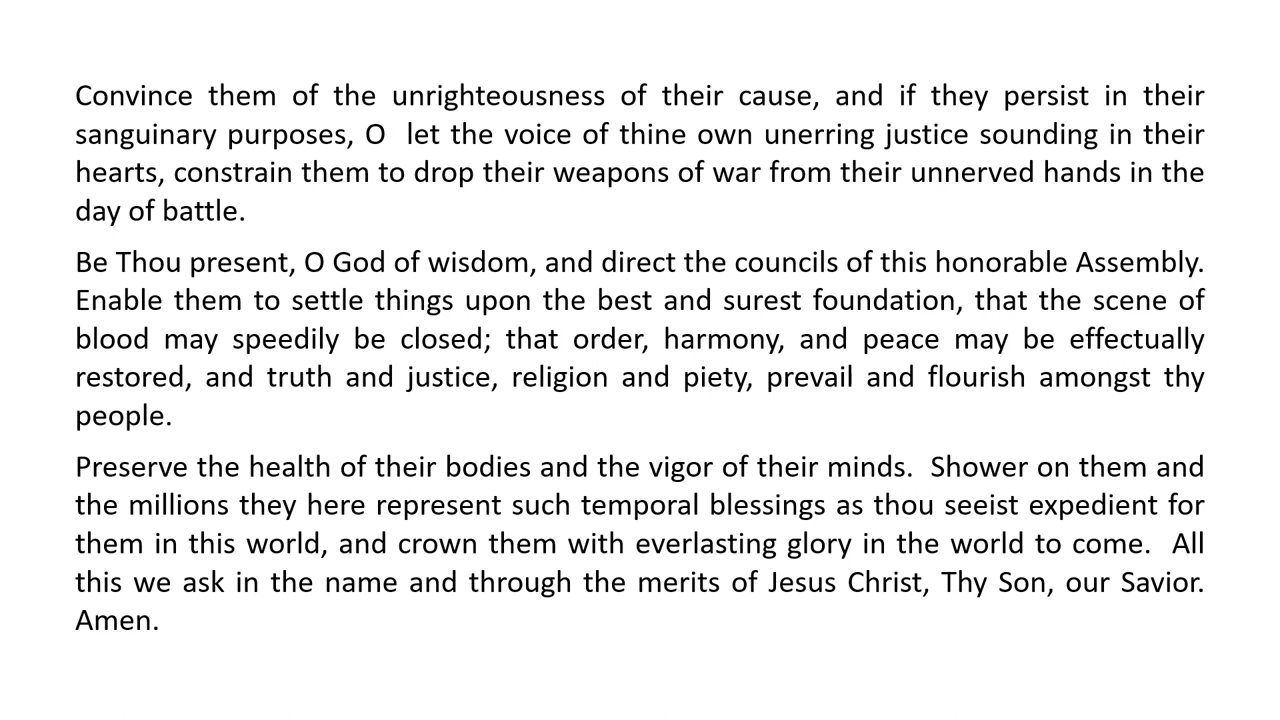 Convince them of the unrighteousness of their cause, and if they persist in their
sanguinary purposes, O  let the voice of thine own unerring justice sounding in their
hearts, constrain them to drop their weapons of war from their unnerved hands in the
day of battle.
Be Thou present, O God of wisdom, and direct the councils of this honorable Assembly.
Enable them to settle things upon the best and surest foundation, that the scene of
blood may speedily be closed; that order, harmony, and peace may be effectually
restored, and truth and justice, religion and piety, prevail and flourish amongst thy
people.
Preserve the health of their bodies and the vigor of their minds.  Shower on them and
the millions they here represent such temporal blessings as thou seeist expedient for
them in this world, and crown them with everlasting glory in the world to come.  All
this we ask in the name and through the merits of Jesus Christ, Thy Son, our Savior.
Amen.